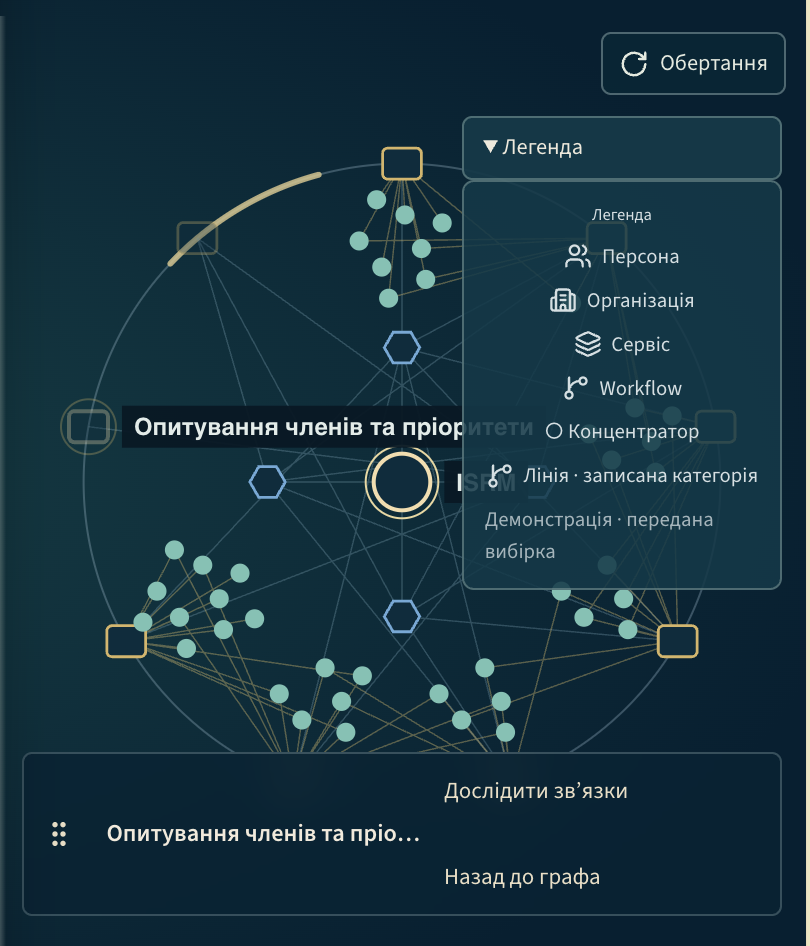 Обертання
Легенда
Легенда
Персона
Організація
Сервіс
Workflow
Концентратор
Лінія · записана категорія
Демонстрація · передана
вибірка
Опитування членів та пріоритети
ISRM
Дослідити зв’язки
Опитування членів та пріо…
Назад до графа